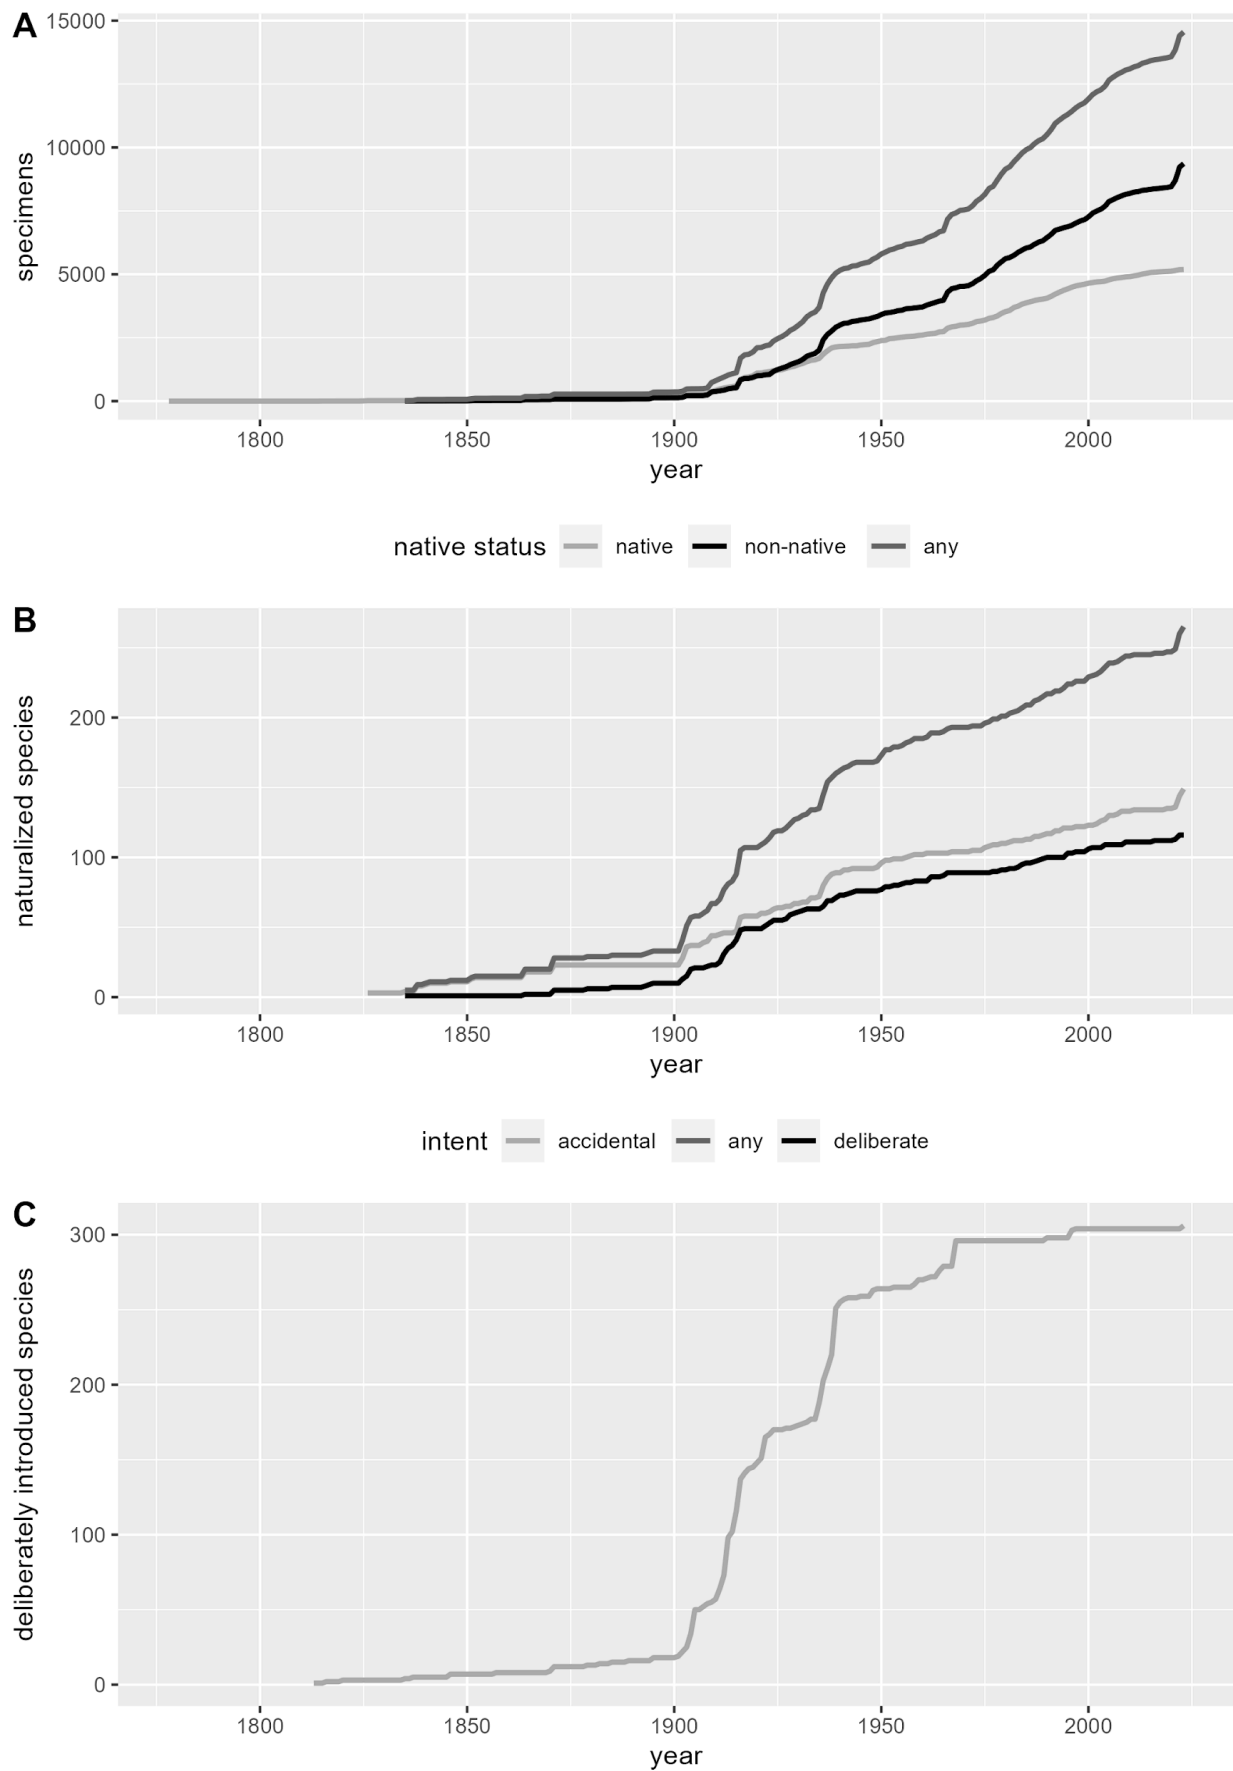 A
15000
10000
5000
0
specimens
1800 1850 1900 1950 2000
year
native status native non-native any
B
200
100
0
naturalized species
1800 1850 1900 1950 2000
year
intent accidental any deliberate
C
300
200
100
0
deliberately introduced species
1800 1850 1900 1950 2000
year